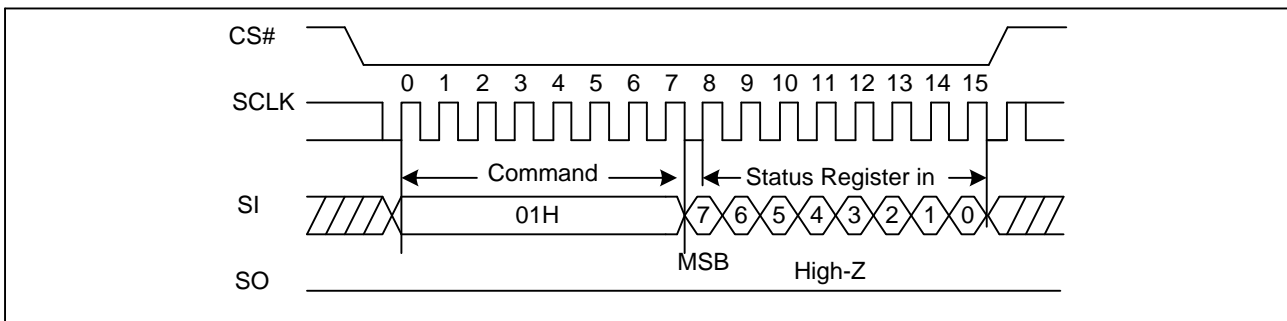 CS#
0 1 2 3 4 5 6 7 8 9 10 11 12 13 14 15
SCLK
Command
Status Register in
SI
01H
7 6 5 4 3 2 1 0
MSB
High-Z
SO